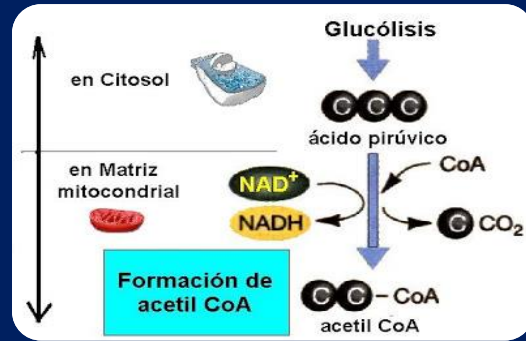 Glucólisis
en Citosol
C C C
ácido pirúvico
en Matriz
mitocondrial
NAD+
CoA
NADH
C CO₂
Formación de
acetil CoA
C C - CoA
acetil CoA